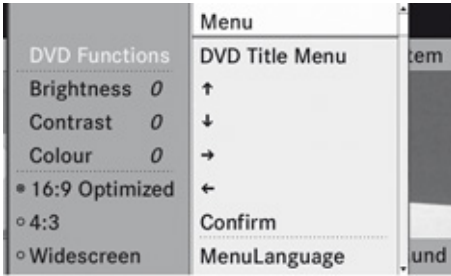 Menu
DVD Functions
DVD Title Menu
tem
Brightness 0
↑
Contrast 0
↓
Colour 0
→
16:9 Optimized
←
4:3
Confirm
Widescreen
MenuLanguage
und